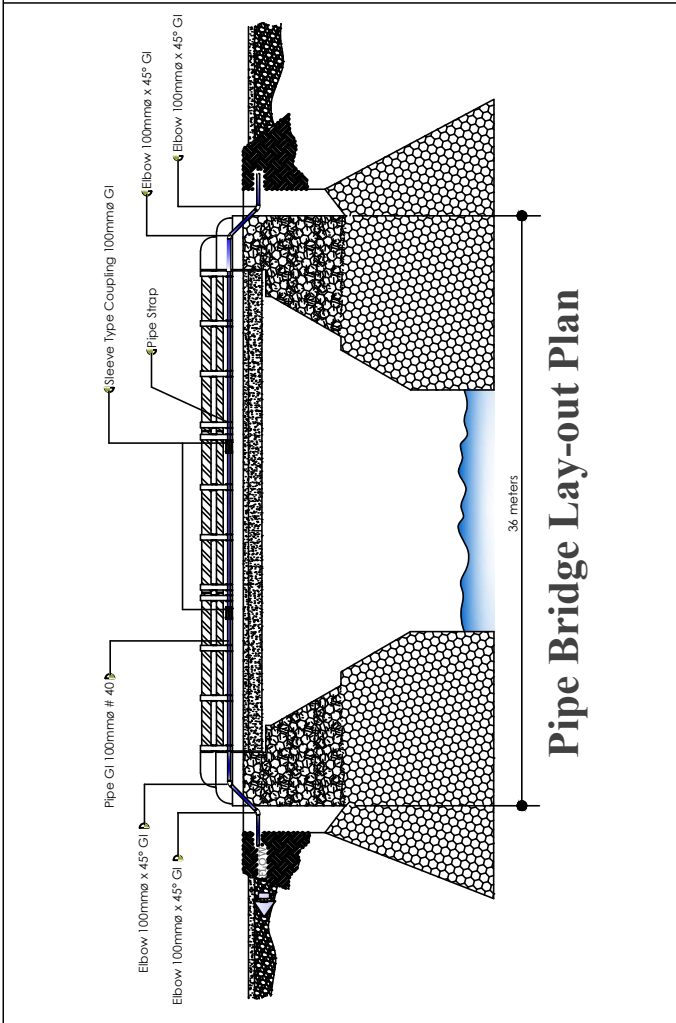 Elbow 100mmø x 45° GI
Elbow 100mmø x 45° GI
Pipe GI 100mmø # 40
Sleeve Type Coupling 100mmø GI
Pipe Strap
Elbow 100mmø x 45° GI
Elbow 100mmø x 45° GI
36 meters
Pipe Bridge Lay-out Plan